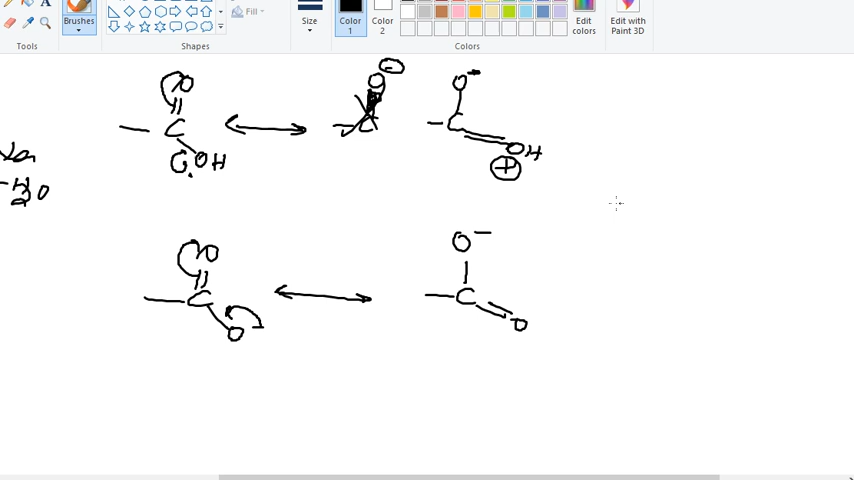 Brushes
Size
Color
1
Color
2
Edit
colors
Edit with
Paint 3D
Fill
Tools
Shapes
Colors
O
O
C
OH
C
OH
+
O
C
O
O−
C
O